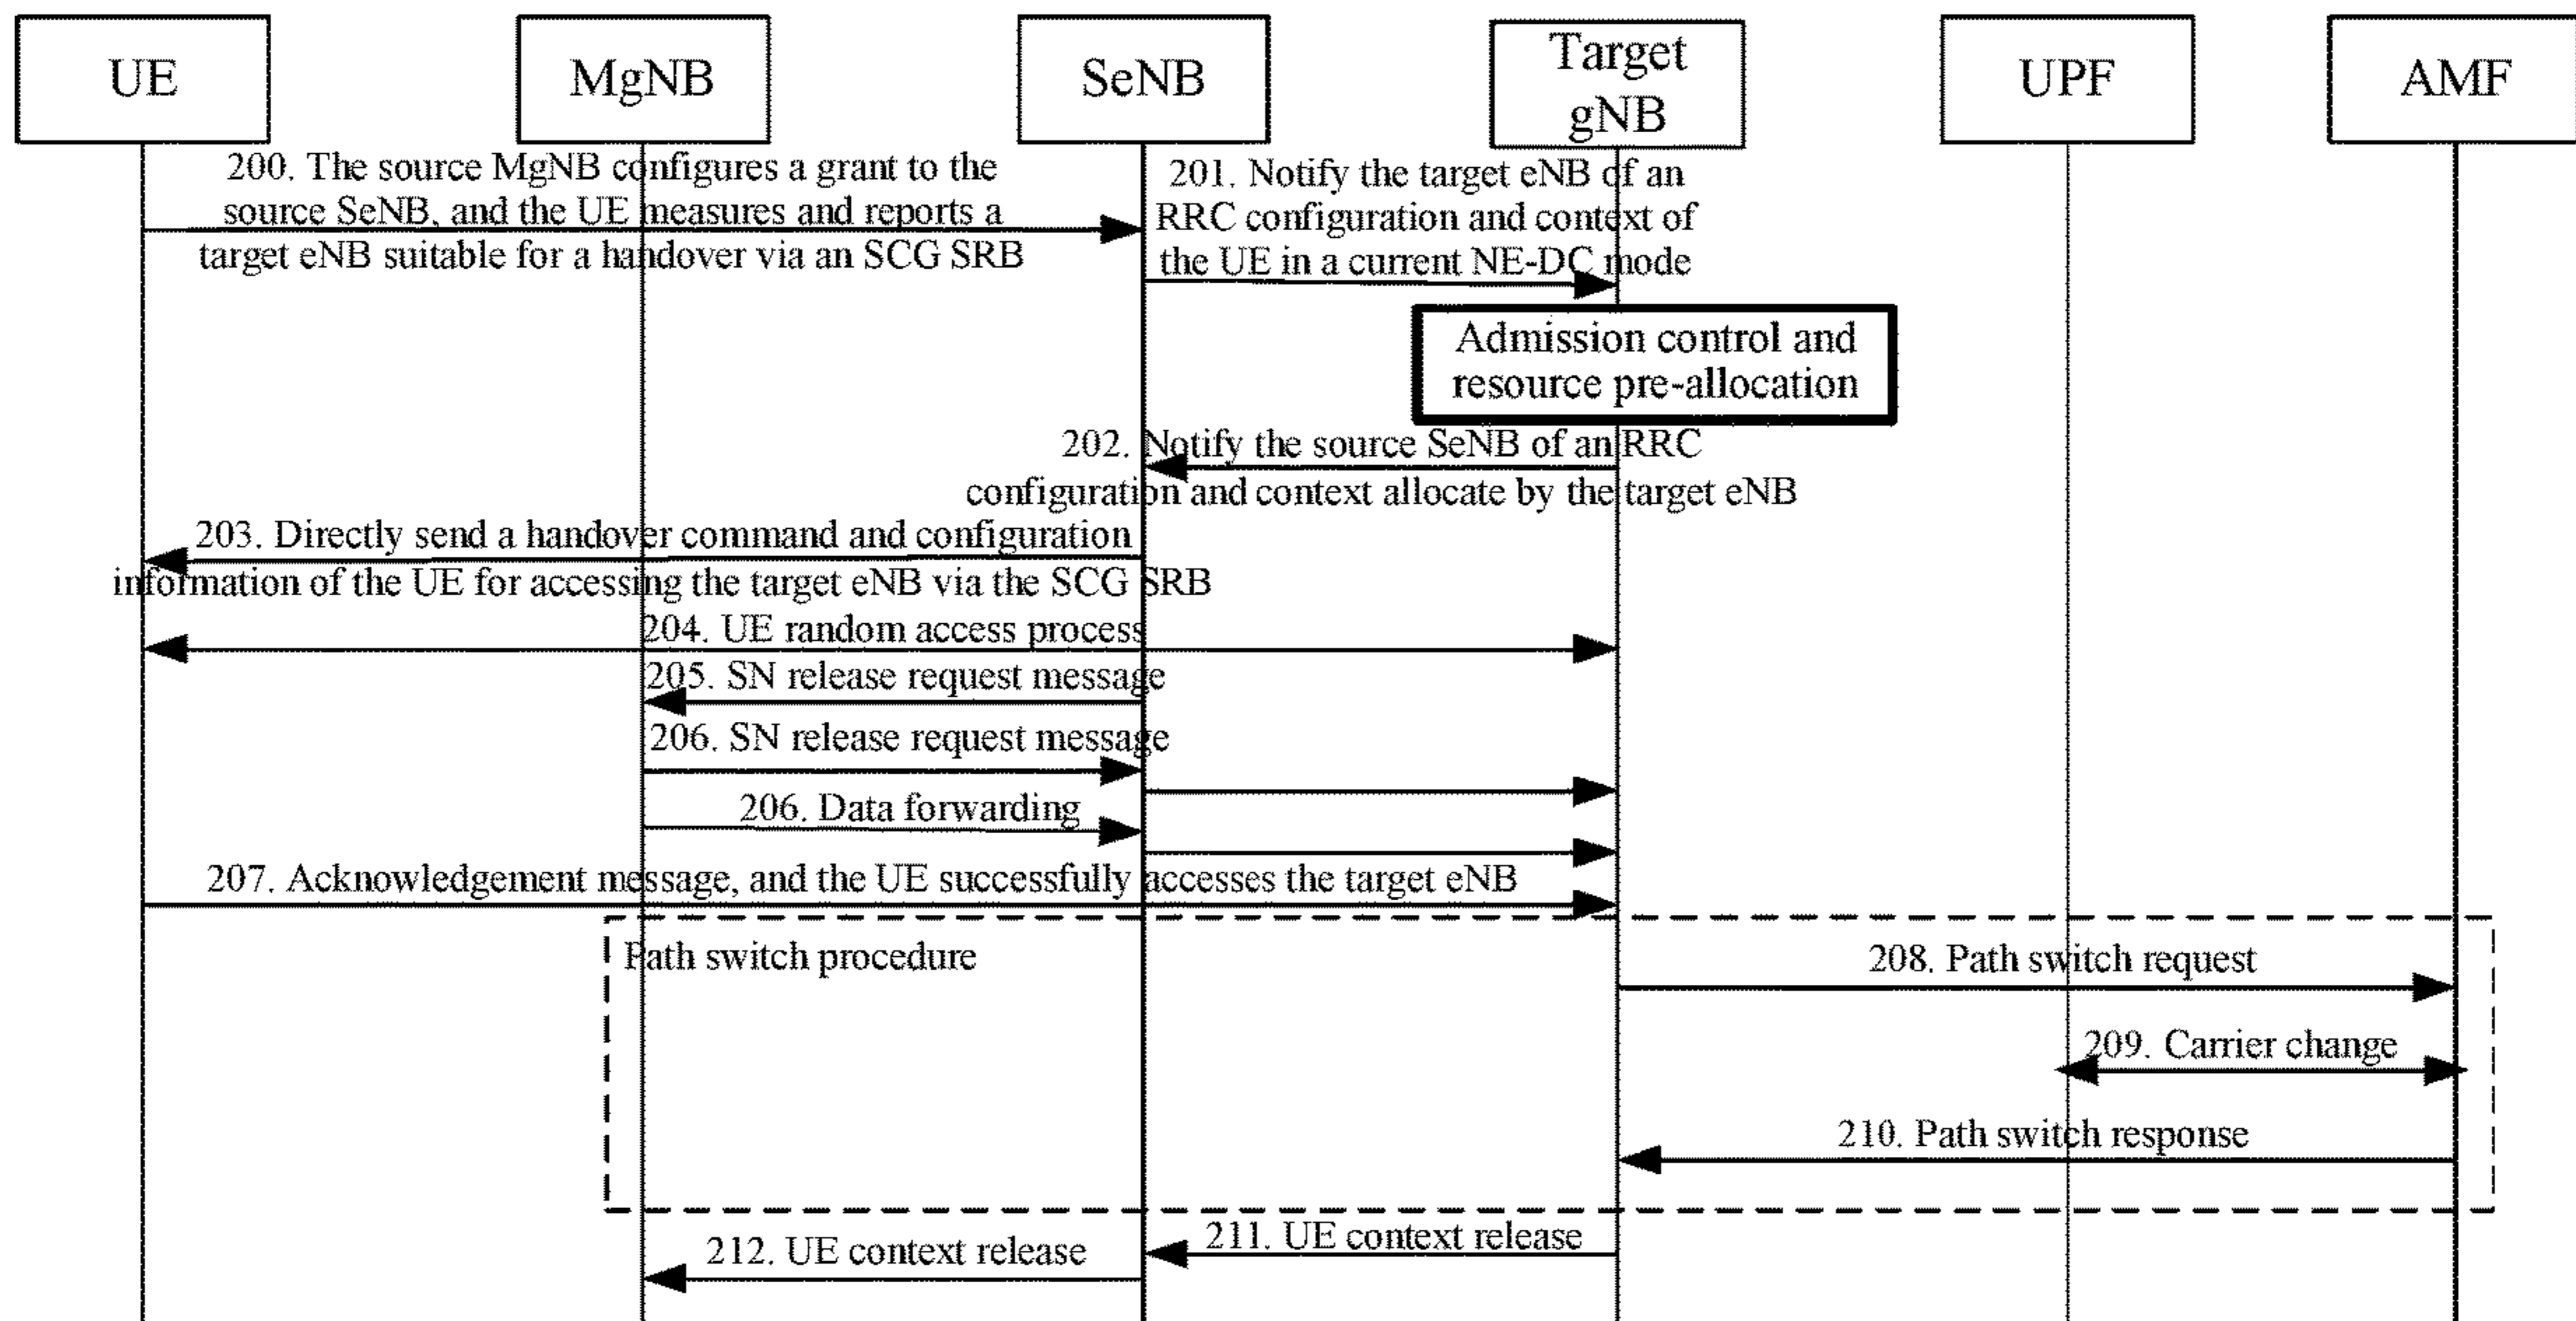 UE
MgNB
SeNB
Target
gNB
UPF
AMF
200. The source MgNB configures a grant to the
source SeNB, and the UE measures and reports a
target eNB suitable for a handover via an SCG SRB
201. Notify the target eNB of an
RRC configuration and context of
the UE in a current NE-DC mode
Admission control and
resource pre-allocation
202. Notify the source SeNB of an RRC
configuration and context allocate by the target eNB
203. Directly send a handover command and configuration
information of the UE for accessing the target eNB via the SCG SRB
204. UE random access process
205. SN release request message
206. SN release request message
206. Data forwarding
207. Acknowledgement message, and the UE successfully accesses the target eNB
Path switch procedure
208. Path switch request
209. Carrier change
210. Path switch response
211. UE context release
212. UE context release